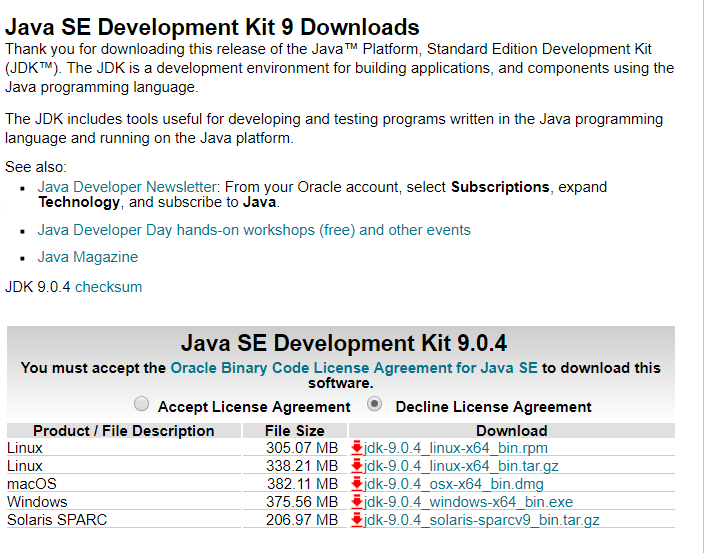 Java SE Development Kit 9 Downloads
Thank you for downloading this release of the Java™ Platform, Standard Edition Development Kit
(JDK™). The JDK is a development environment for building applications, and components using the
Java programming language.
The JDK includes tools useful for developing and testing programs written in the Java programming
language and running on the Java platform.
See also:
Java Developer Newsletter: From your Oracle account, select Subscriptions, expand
Technology, and subscribe to Java.
Java Developer Day hands-on workshops (free) and other events
Java Magazine
JDK 9.0.4 checksum
Java SE Development Kit 9.0.4
You must accept the Oracle Binary Code License Agreement for Java SE to download this
software.
Accept License Agreement Decline License Agreement
Product / File Description File Size Download
Linux 305.07 MB jdk-9.0.4_linux-x64_bin.rpm
Linux 338.21 MB jdk-9.0.4_linux-x64_bin.tar.gz
macOS 382.11 MB jdk-9.0.4_osx-x64_bin.dmg
Windows 375.56 MB jdk-9.0.4_windows-x64_bin.exe
Solaris SPARC 206.97 MB jdk-9.0.4_solaris-sparcv9_bin.tar.gz